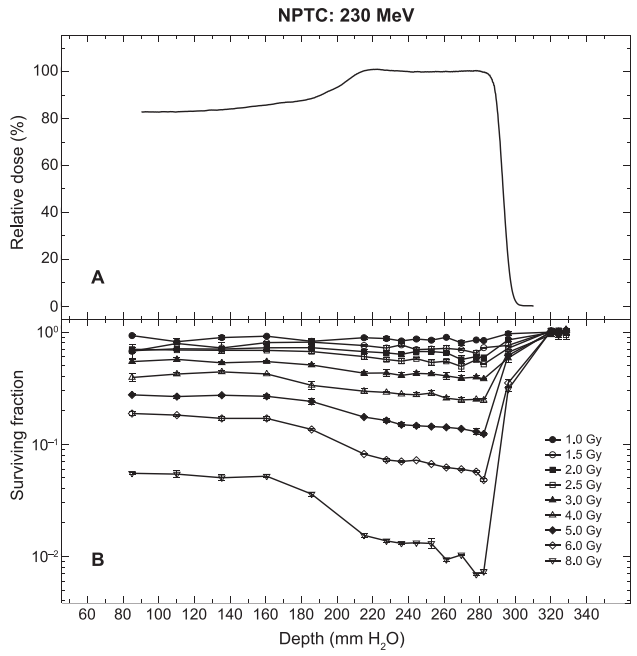 NPTC: 230 MeV
100
80
60
40
20
0
Relative dose (%)
A
10⁰
10⁻¹
10⁻²
Surviving fraction
B
1.0 Gy
1.5 Gy
2.0 Gy
2.5 Gy
3.0 Gy
4.0 Gy
5.0 Gy
6.0 Gy
8.0 Gy
60 80 100 120 140 160 180 200 220 240 260 280 300 320 340
Depth (mm H₂O)